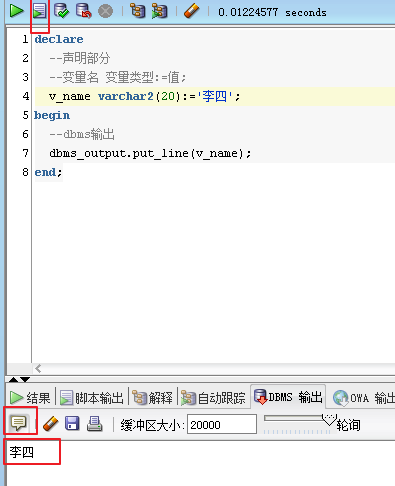 0.01224577 seconds
1 declare
2 --声明部分
3 --变量名 变量类型:=值;
4 v_name varchar2(20):='李四';
5 begin
6 --dbms输出
7 dbms_output.put_line(v_name);
8 end;
结果 脚本输出 解释 自动跟踪 DBMS 输出 OWA 输出
缓冲区大小: 20000 轮询
李四